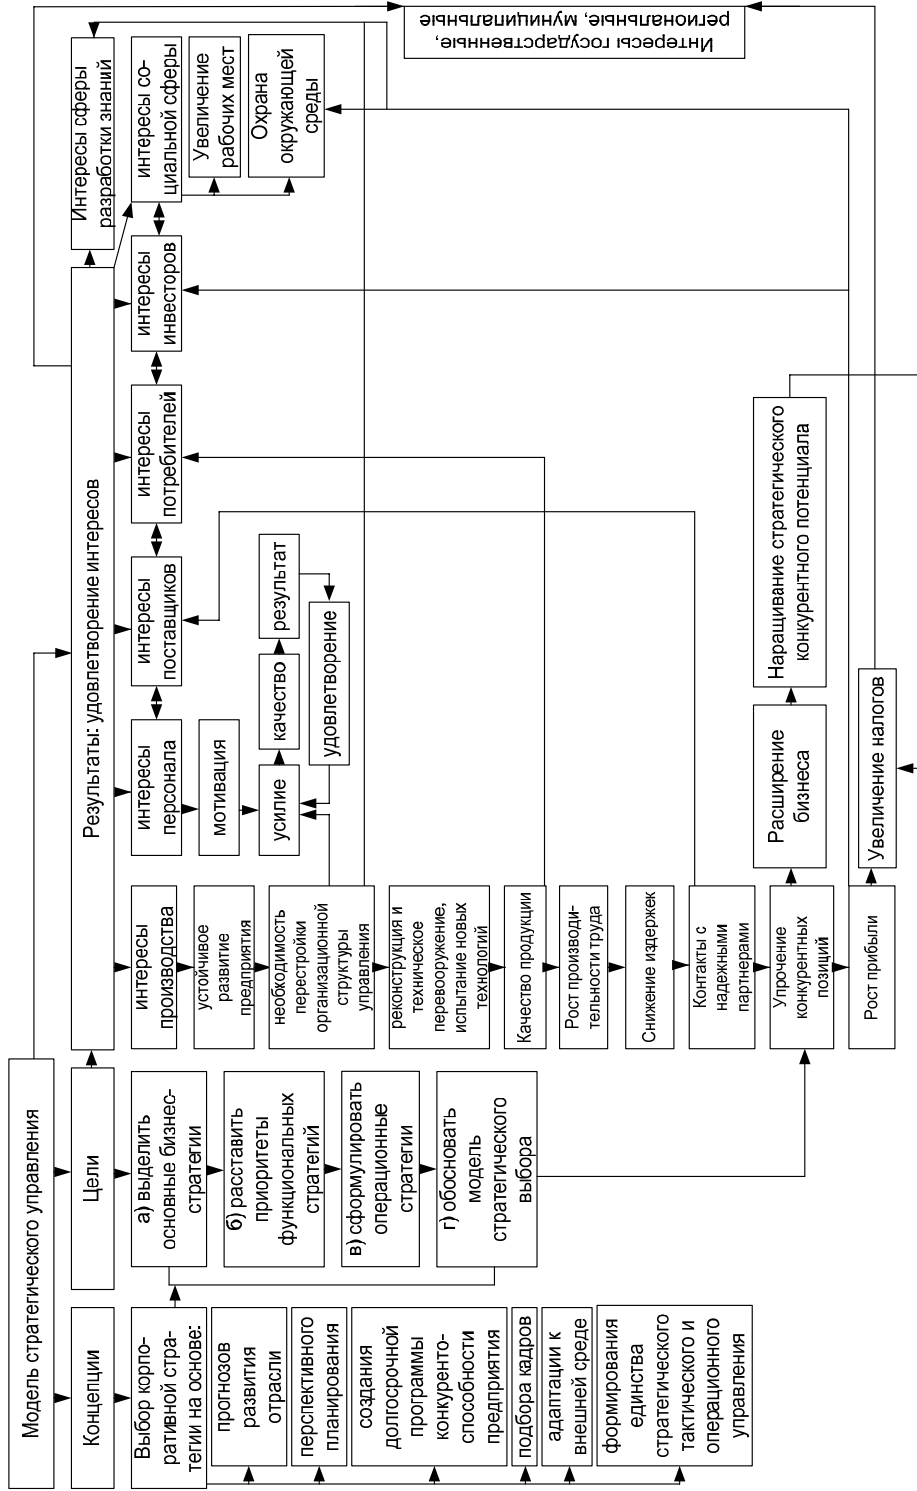 Модель стратегического управления
Концепции
Выбор корпо-
ративной стра-
тегии на основе:
прогнозов
развития
отрасли
перспективного
планирования
создания
долгосрочной
программы
конкуренто-
способности
предприятия
подбора кадров
адаптации к
внешней среде
формирования
единства
стратегического
тактического и
операционного
управления
Цели
а) выделить
основные бизнес-
стратегии
б) расставить
приоритеты
функциональных
стратегий
в) сформулировать
операционные
стратегии
г) обосновать
модель
стратегического
выбора
Результаты: удовлетворение интересов
интересы
производства
устойчивое
развитие
предприятия
необходимость
перестройки
организационной
структуры
управления
реконструкция и
техническое
перевооружение,
испытание новых
технологий
Качество продукции
Рост производи-
тельности труда
Снижение издержек
Контакты с
надежными
партнерами
Упрочение
конкурентных
позиций
Рост прибыли
интересы
персонала
мотивация
усилие
качество
результат
удовлетворение
интересы
поставщиков
интересы
потребителей
интересы
инвесторов
интересы со-
циальной сферы
Увеличение
рабочих мест
Охрана
окружающей
среды
Интересы сферы
разработки знаний
Расширение
бизнеса
Наращивание стратегического
конкурентного потенциала
Увеличение налогов
Интересы государственные,
региональные, муниципальные